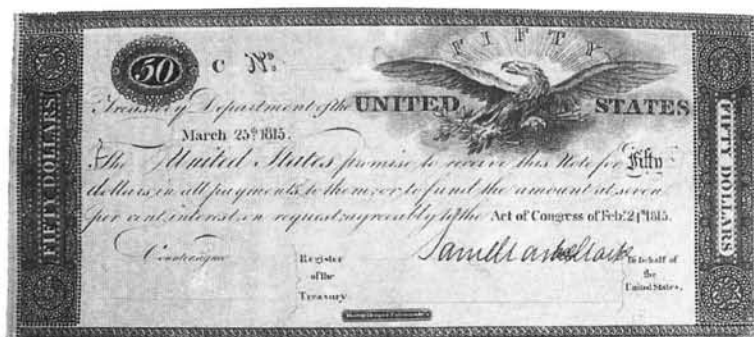 FIFTY
50 C No.
Treasury Department of the UNITED STATES
March 25th 1815.
The United States promise to receive this Note for Fifty
dollars, in all payments to them, or to fund the amount at seven
per cent, interest, on request, agreeably to the Act of Congress of Feb: 24th 1815.
Countersigned
Register
of the
Treasury
In behalf of
the
United States.
FIFTY DOLLARS
FIFTY DOLLARS